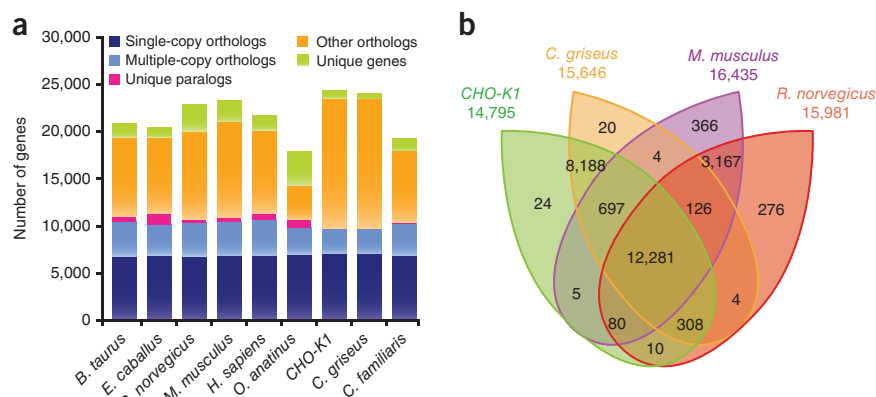 a
30,000
25,000
20,000
15,000
10,000
5,000
0
Number of genes
Single-copy orthologs
Multiple-copy orthologs
Unique paralogs
Other orthologs
Unique genes
B. taurus
E. caballus
norvegicus
M. musculus
H. sapiens
O. anatinus
CHO-K1
C. griseus
C. familiaris
b
CHO-K1
14,795
C. griseus
15,646
M. musculus
16,435
R. norvegicus
15,981
20
366
8,188
4
3,167
24
697
126
276
12,281
5
4
80
308
10